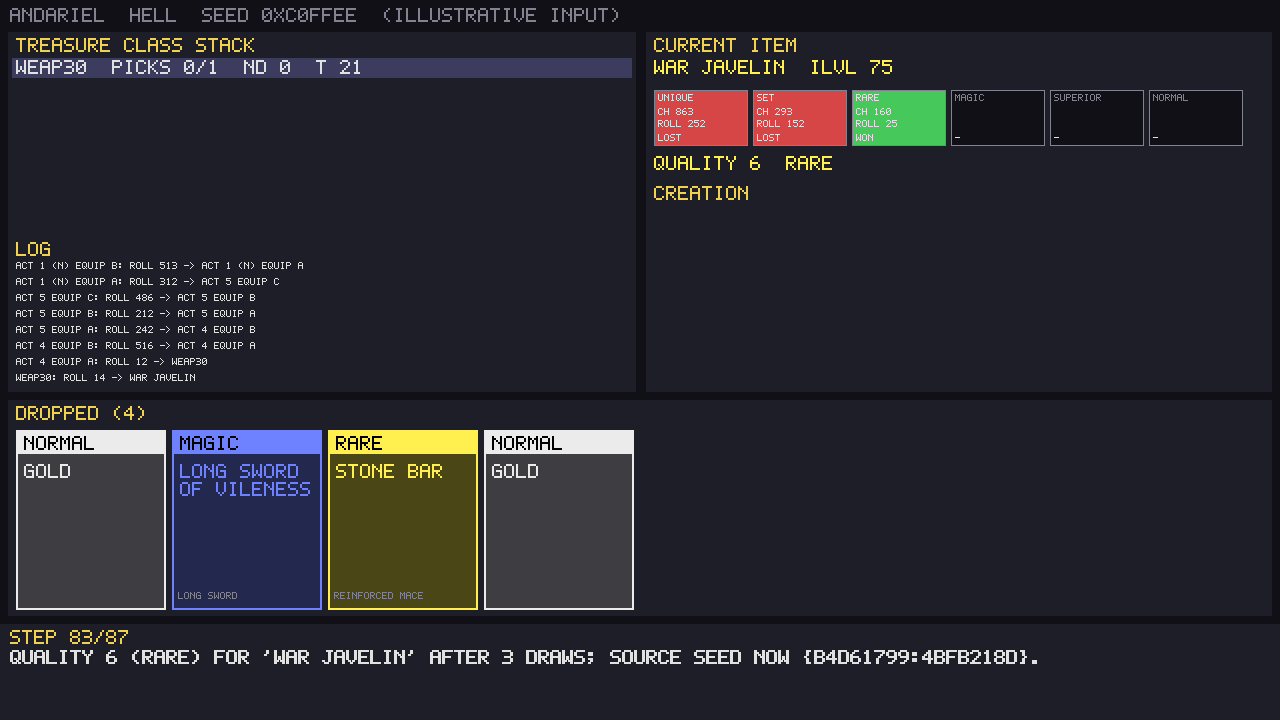 ANDARIEL  HELL  SEED 0XC0FFEE  (ILLUSTRATIVE INPUT)
TREASURE CLASS STACK
WEAP30  PICKS 0/1  ND 0  T 21
LOG
ACT 1 (N) EQUIP B: ROLL 513 -> ACT 1 (N) EQUIP A
ACT 1 (N) EQUIP A: ROLL 312 -> ACT 5 EQUIP C
ACT 5 EQUIP C: ROLL 486 -> ACT 5 EQUIP B
ACT 5 EQUIP B: ROLL 212 -> ACT 5 EQUIP A
ACT 5 EQUIP A: ROLL 242 -> ACT 4 EQUIP B
ACT 4 EQUIP B: ROLL 516 -> ACT 4 EQUIP A
ACT 4 EQUIP A: ROLL 12 -> WEAP30
WEAP30: ROLL 14 -> WAR JAVELIN
CURRENT ITEM
WAR JAVELIN  ILVL 75
UNIQUE
CH 863
ROLL 252
LOST
SET
CH 293
ROLL 152
LOST
RARE
CH 160
ROLL 25
WON
MAGIC
-
SUPERIOR
-
NORMAL
-
QUALITY 6  RARE
CREATION
DROPPED (4)
NORMAL
GOLD
MAGIC
LONG SWORD
OF VILENESS
LONG SWORD
RARE
STONE BAR
REINFORCED MACE
NORMAL
GOLD
STEP 83/87
QUALITY 6 (RARE) FOR 'WAR JAVELIN' AFTER 3 DRAWS; SOURCE SEED NOW {B4D61799:4BFB218D}.